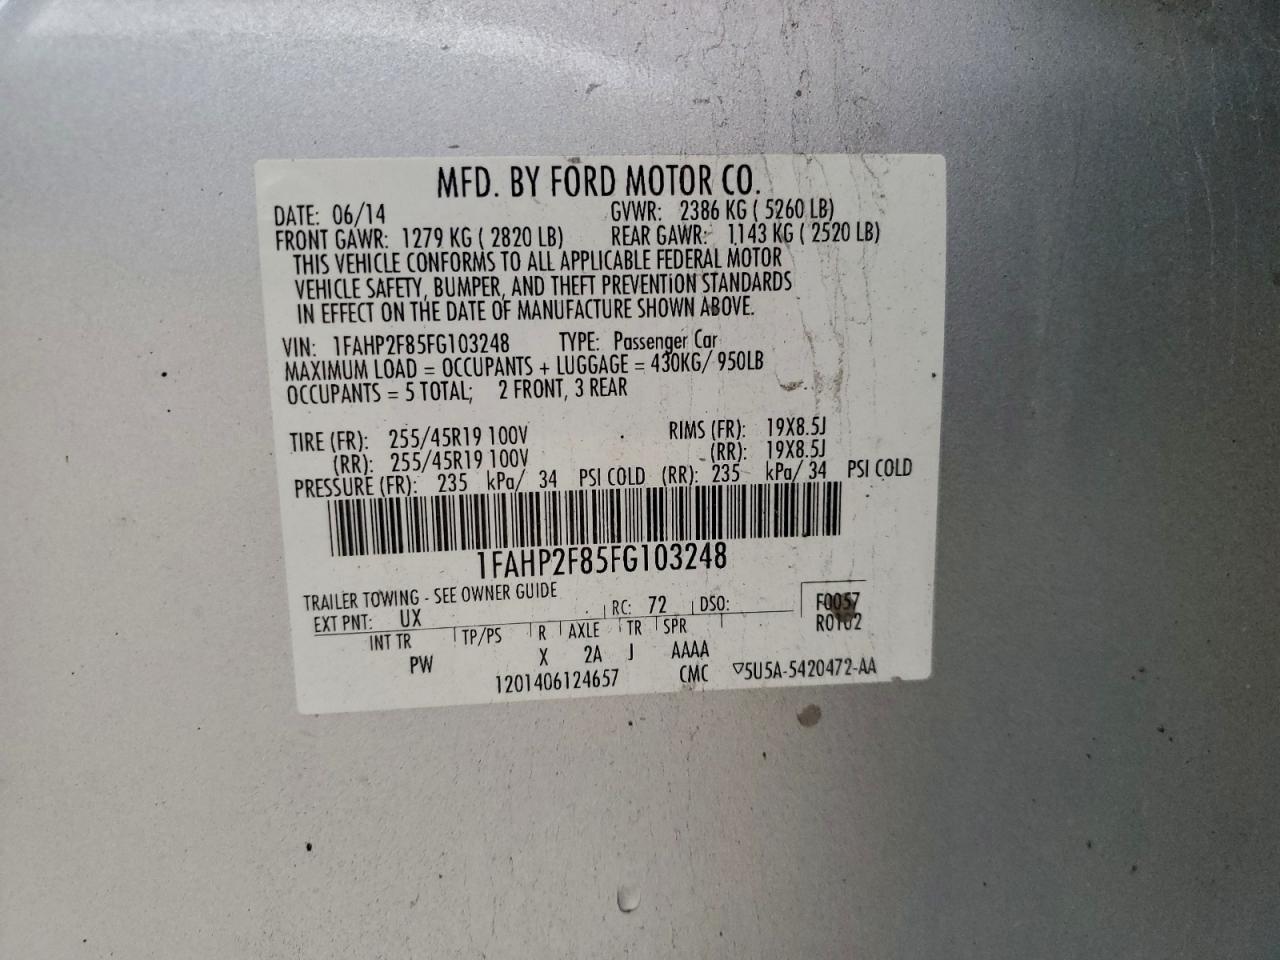 MFD. BY FORD MOTOR CO.
DATE: 06/14 GVWR: 2386 KG ( 5260 LB)
FRONT GAWR: 1279 KG ( 2820 LB) REAR GAWR: 1143 KG ( 2520 LB)
THIS VEHICLE CONFORMS TO ALL APPLICABLE FEDERAL MOTOR
VEHICLE SAFETY, BUMPER, AND THEFT PREVENTION STANDARDS
IN EFFECT ON THE DATE OF MANUFACTURE SHOWN ABOVE.
VIN: 1FAHP2F85FG103248 TYPE: Passenger Car
MAXIMUM LOAD = OCCUPANTS + LUGGAGE = 430KG/ 950LB
OCCUPANTS = 5 TOTAL; 2 FRONT, 3 REAR
TIRE (FR): 255/45R19 100V RIMS (FR): 19X8.5J
(RR): 255/45R19 100V (RR): 19X8.5J
PRESSURE (FR): 235 kPa/ 34 PSI COLD (RR): 235 kPa/ 34 PSI COLD
1FAHP2F85FG103248
TRAILER TOWING - SEE OWNER GUIDE
EXT PNT: UX RC: 72 DSO: F0057
R0102
INT TR TP/PS R AXLE TR SPR
PW X 2A J AAAA
1201406124657 CMC ▽5U5A-5420472-AA